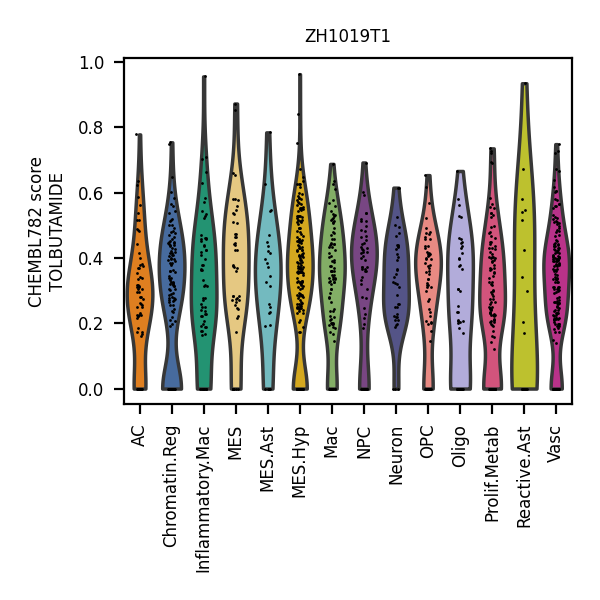 ZH1019T1
CHEMBL782 score
TOLBUTAMIDE
1.0
0.8
0.6
0.4
0.2
0.0
AC
Chromatin.Reg
Inflammatory.Mac
MES
MES.Ast
MES.Hyp
Mac
NPC
Neuron
OPC
Oligo
Prolif.Metab
Reactive.Ast
Vasc